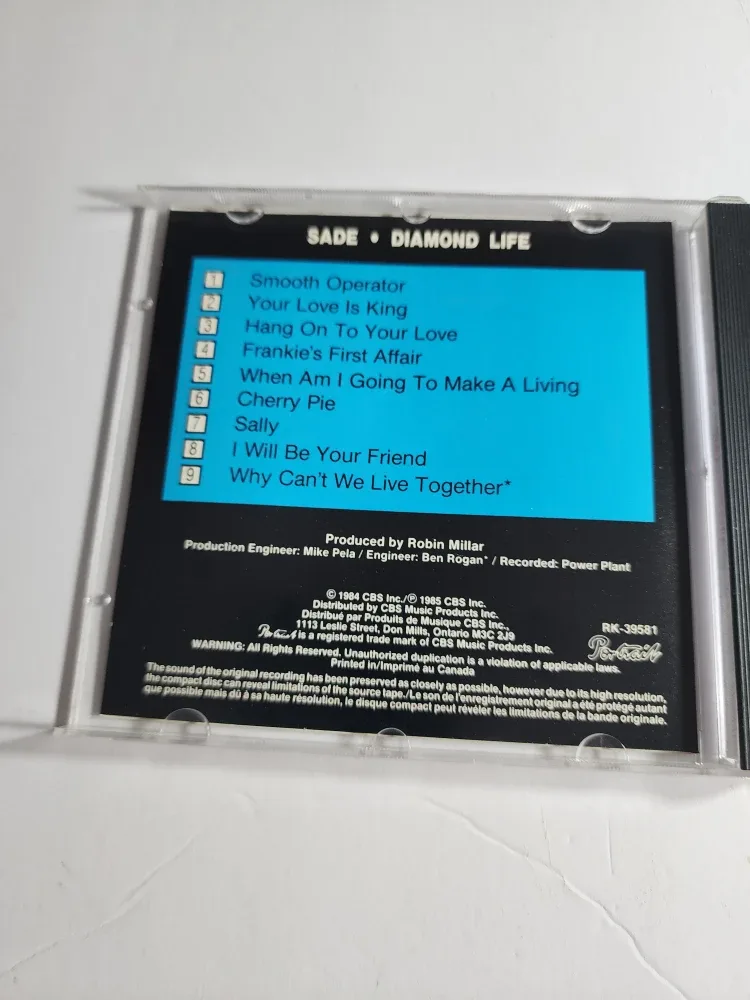 SADE • DIAMOND LIFE
1 Smooth Operator
2 Your Love Is King
3 Hang On To Your Love
4 Frankie's First Affair
5 When Am I Going To Make A Living
6 Cherry Pie
7 Sally
8 I Will Be Your Friend
9 Why Can't We Live Together*
Produced by Robin Millar
Production Engineer: Mike Pela / Engineer: Ben Rogan* / Recorded: Power Plant
© 1984 CBS Inc./℗ 1985 CBS Inc.
Distributed by CBS Music Products Inc.
Distribué par Produits de Musique CBS Inc.,
1113 Leslie Street, Don Mills, Ontario M3C 2J9
Portrait is a registered trade mark of CBS Music Products Inc.
RK-39581
Portrait
WARNING: All Rights Reserved. Unauthorized duplication is a violation of applicable laws.
Printed in/Imprimé au Canada
The sound of the original recording has been preserved as closely as possible, however due to its high resolution,
the compact disc can reveal limitations of the source tape./Le son de l'enregistrement original a été protégé autant
que possible mais dû à sa haute résolution, le disque compact peut réveler les limitations de la bande originale.